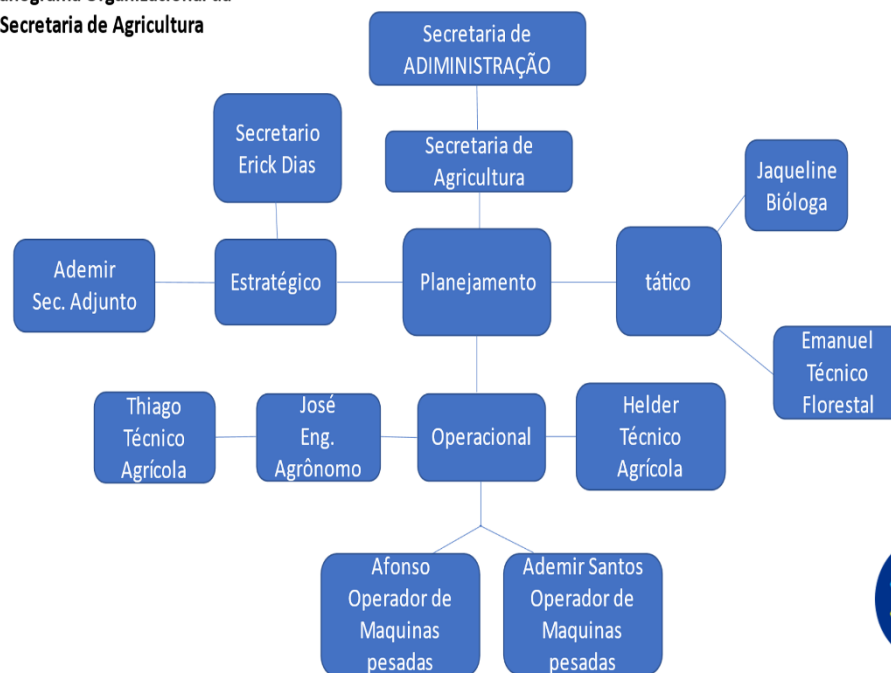 Organizacional da
Secretaria de Agricultura
Secretaria de
ADIMINISTRAÇÃO
Secretario
Erick Dias
Secretaria de
Agricultura
Jaqueline
Bióloga
Ademir
Sec. Adjunto
Estratégico
Planejamento
tático
Emanuel
Técnico
Florestal
Thiago
Técnico
Agrícola
José
Eng.
Agrônomo
Operacional
Helder
Técnico
Agrícola
Afonso
Operador de
Maquinas
pesadas
Ademir Santos
Operador de
Maquinas
pesadas